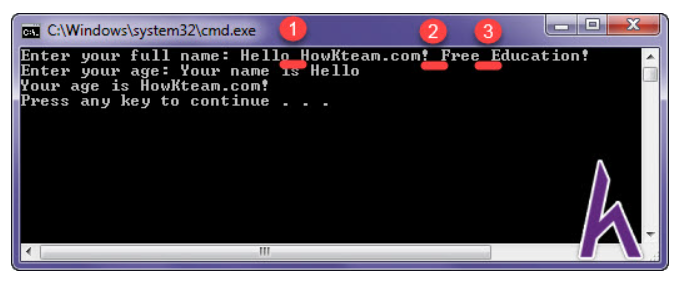 C:\Windows\system32\cmd.exe
1 2 3
Enter your full name: Hello HowKteam.com! Free Education!
Enter your age: Your name is Hello
Your age is HowKteam.com!
Press any key to continue . . .